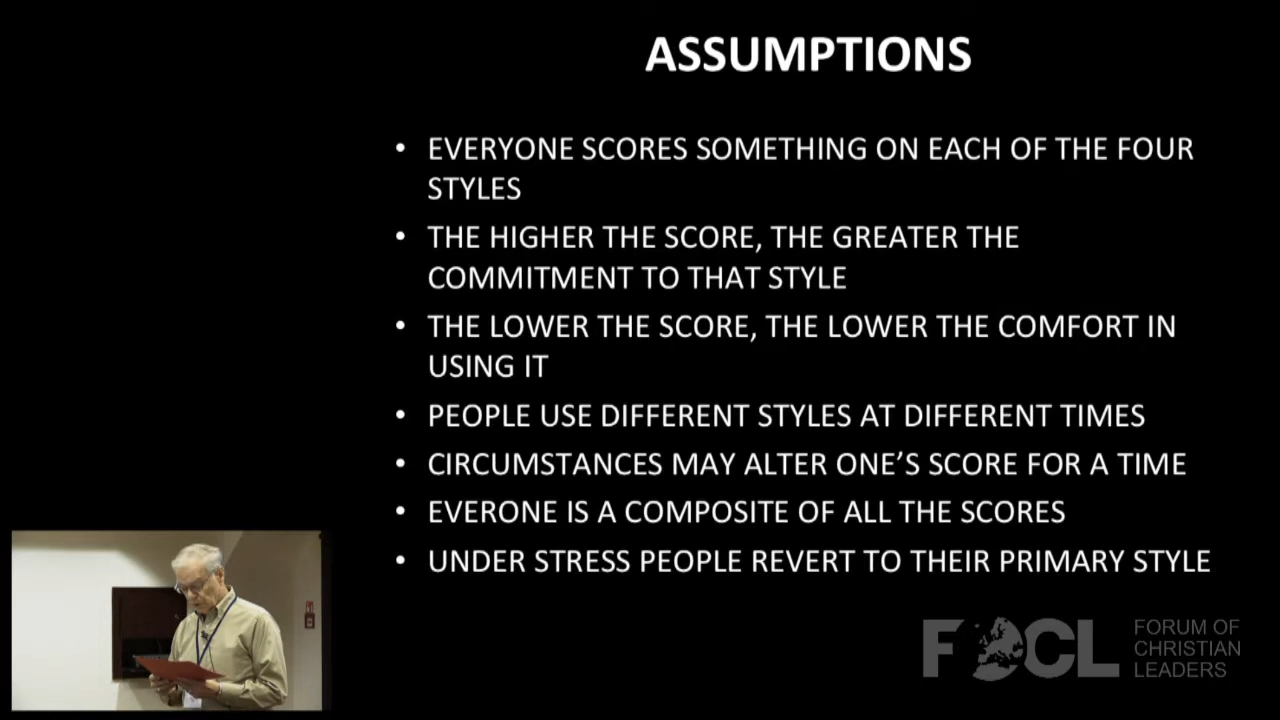 ASSUMPTIONS
• EVERYONE SCORES SOMETHING ON EACH OF THE FOUR
STYLES
• THE HIGHER THE SCORE, THE GREATER THE
COMMITMENT TO THAT STYLE
• THE LOWER THE SCORE, THE LOWER THE COMFORT IN
USING IT
• PEOPLE USE DIFFERENT STYLES AT DIFFERENT TIMES
• CIRCUMSTANCES MAY ALTER ONE’S SCORE FOR A TIME
• EVERONE IS A COMPOSITE OF ALL THE SCORES
• UNDER STRESS PEOPLE REVERT TO THEIR PRIMARY STYLE
FOCL
FORUM OF
CHRISTIAN
LEADERS